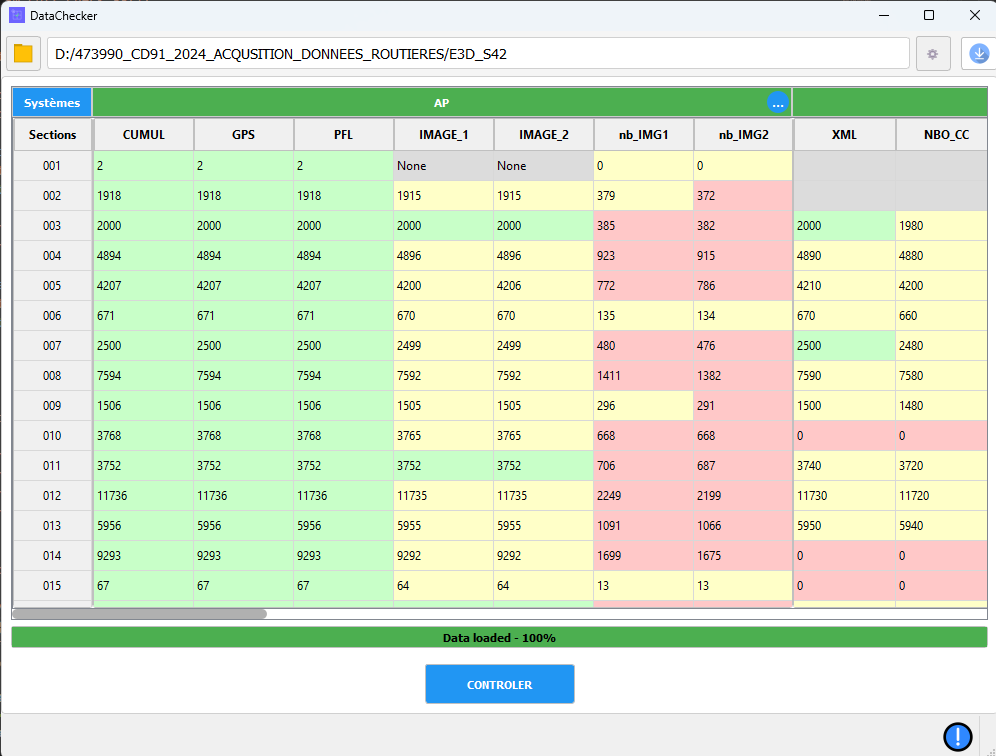 DataChecker
D:/473990_CD91_2024_ACQUSITION_DONNEES_ROUTIERES/E3D_S42
Systèmes AP ...
Sections CUMUL GPS PFL IMAGE_1 IMAGE_2 nb_IMG1 nb_IMG2 XML NBO_CC
001 2 2 2 None None 0 0
002 1918 1918 1918 1915 1915 379 372
003 2000 2000 2000 2000 2000 385 382 2000 1980
004 4894 4894 4894 4896 4896 923 915 4890 4880
005 4207 4207 4207 4200 4206 772 786 4210 4200
006 671 671 671 670 670 135 134 670 660
007 2500 2500 2500 2499 2499 480 476 2500 2480
008 7594 7594 7594 7592 7592 1411 1382 7590 7580
009 1506 1506 1506 1505 1505 296 291 1500 1480
010 3768 3768 3768 3765 3765 668 668 0 0
011 3752 3752 3752 3752 3752 706 687 3740 3720
012 11736 11736 11736 11735 11735 2249 2199 11730 11720
013 5956 5956 5956 5955 5955 1091 1066 5950 5940
014 9293 9293 9293 9292 9292 1699 1675 0 0
015 67 67 67 64 64 13 13 0 0
Data loaded - 100%
CONTROLER
!